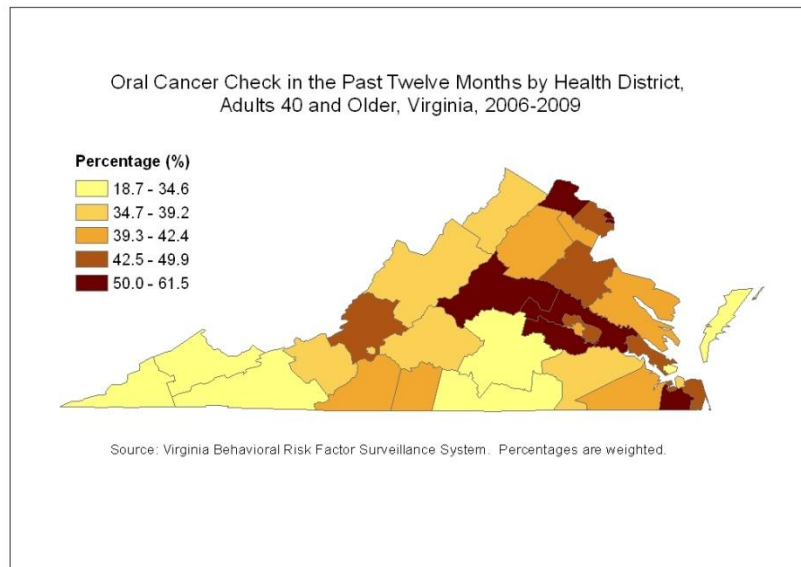 Oral Cancer Check in the Past Twelve Months by Health District,
Adults 40 and Older, Virginia, 2006-2009
Percentage (%)
18.7 - 34.6
34.7 - 39.2
39.3 - 42.4
42.5 - 49.9
50.0 - 61.5
Source: Virginia Behavioral Risk Factor Surveillance System. Percentages are weighted.